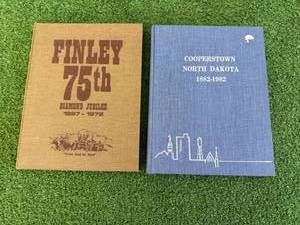 FINLEY
75th
DIAMOND JUBILEE
1897 - 1972
COOPERSTOWN
NORTH DAKOTA
1882-1982